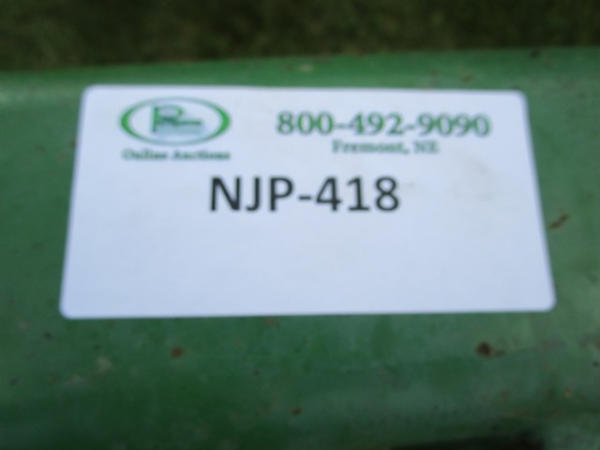 800-492-9090
Fremont, NE
Online Auctions
NJP-418